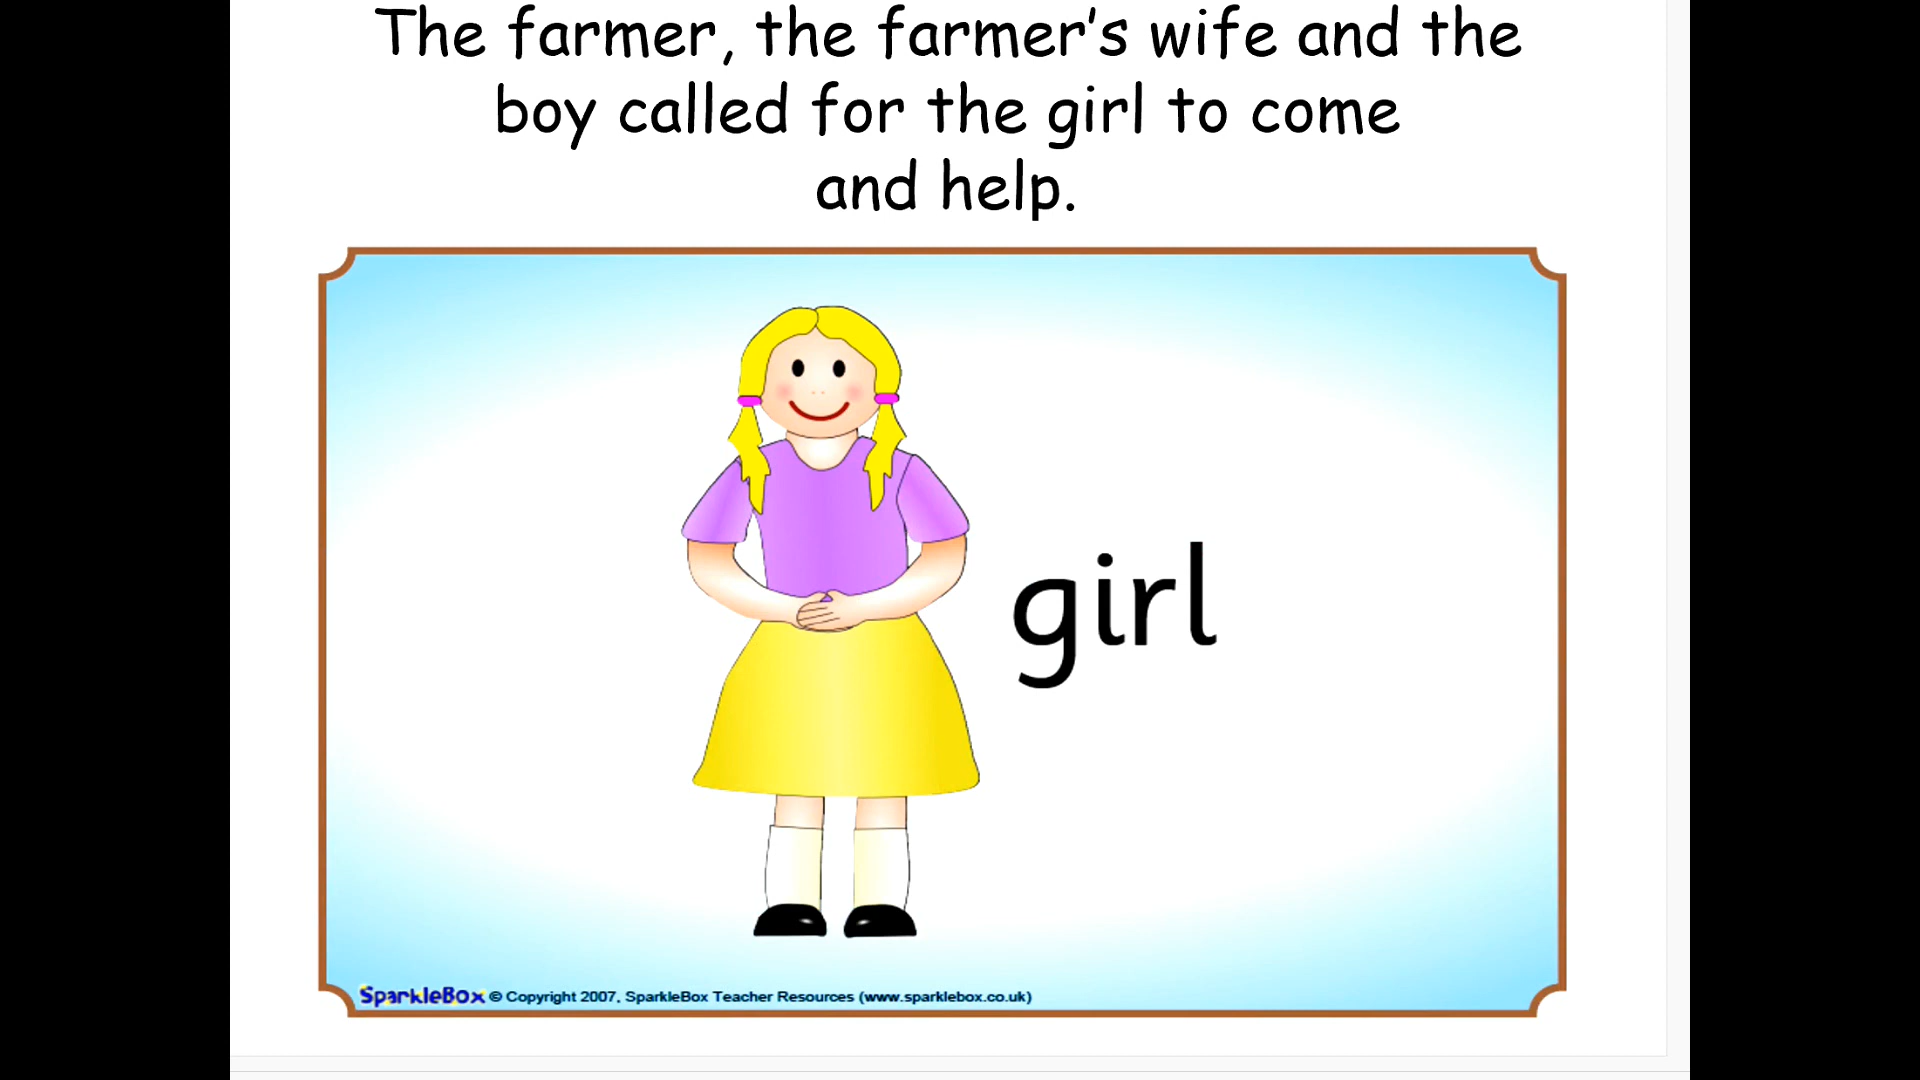 The farmer, the farmer's wife and the
boy called for the girl to come
and help.
girl
SparkleBox © Copyright 2007, SparkleBox Teacher Resources (www.sparklebox.co.uk)